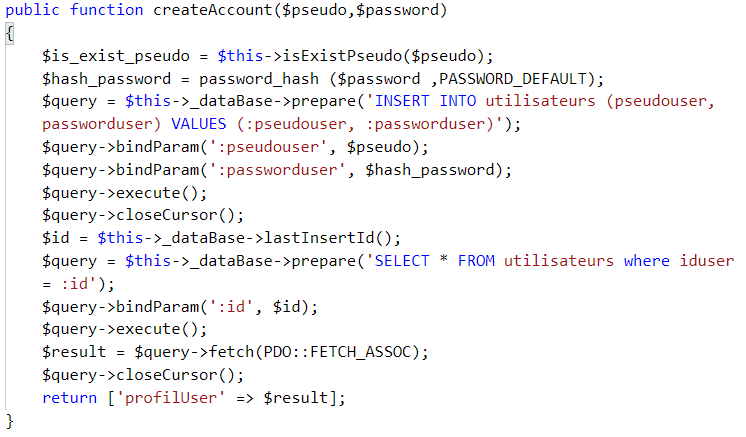 public function createAccount($pseudo,$password)
{
$is_exist_pseudo = $this->isExistPseudo($pseudo);
$hash_password = password_hash ($password ,PASSWORD_DEFAULT);
$query = $this->_dataBase->prepare('INSERT INTO utilisateurs (pseudouser,
passworduser) VALUES (:pseudouser, :passworduser)');
$query->bindParam(':pseudouser', $pseudo);
$query->bindParam(':passworduser', $hash_password);
$query->execute();
$query->closeCursor();
$id = $this->_dataBase->lastInsertId();
$query = $this->_dataBase->prepare('SELECT * FROM utilisateurs where iduser
= :id');
$query->bindParam(':id', $id);
$query->execute();
$result = $query->fetch(PDO::FETCH_ASSOC);
$query->closeCursor();
return ['profilUser' => $result];
}